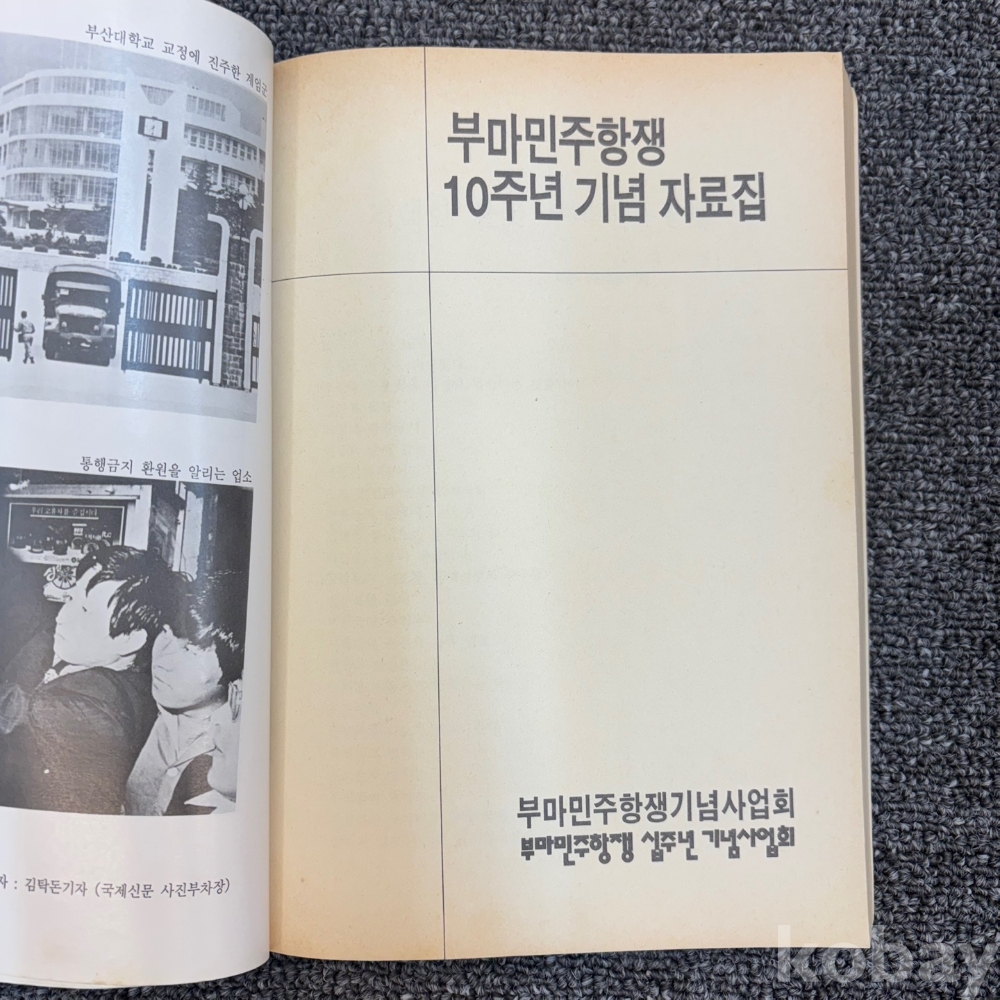 부산대학교 교정에 진주한 계엄군
통행금지 환원을 알리는 업소
자 : 김탁돈기자 (国제신문 사진부차장)
부마민주항쟁
10주년 기념 자료집
부마민주항쟁기념사업회
부마민주항쟁 십주년 기념사업회
kobay